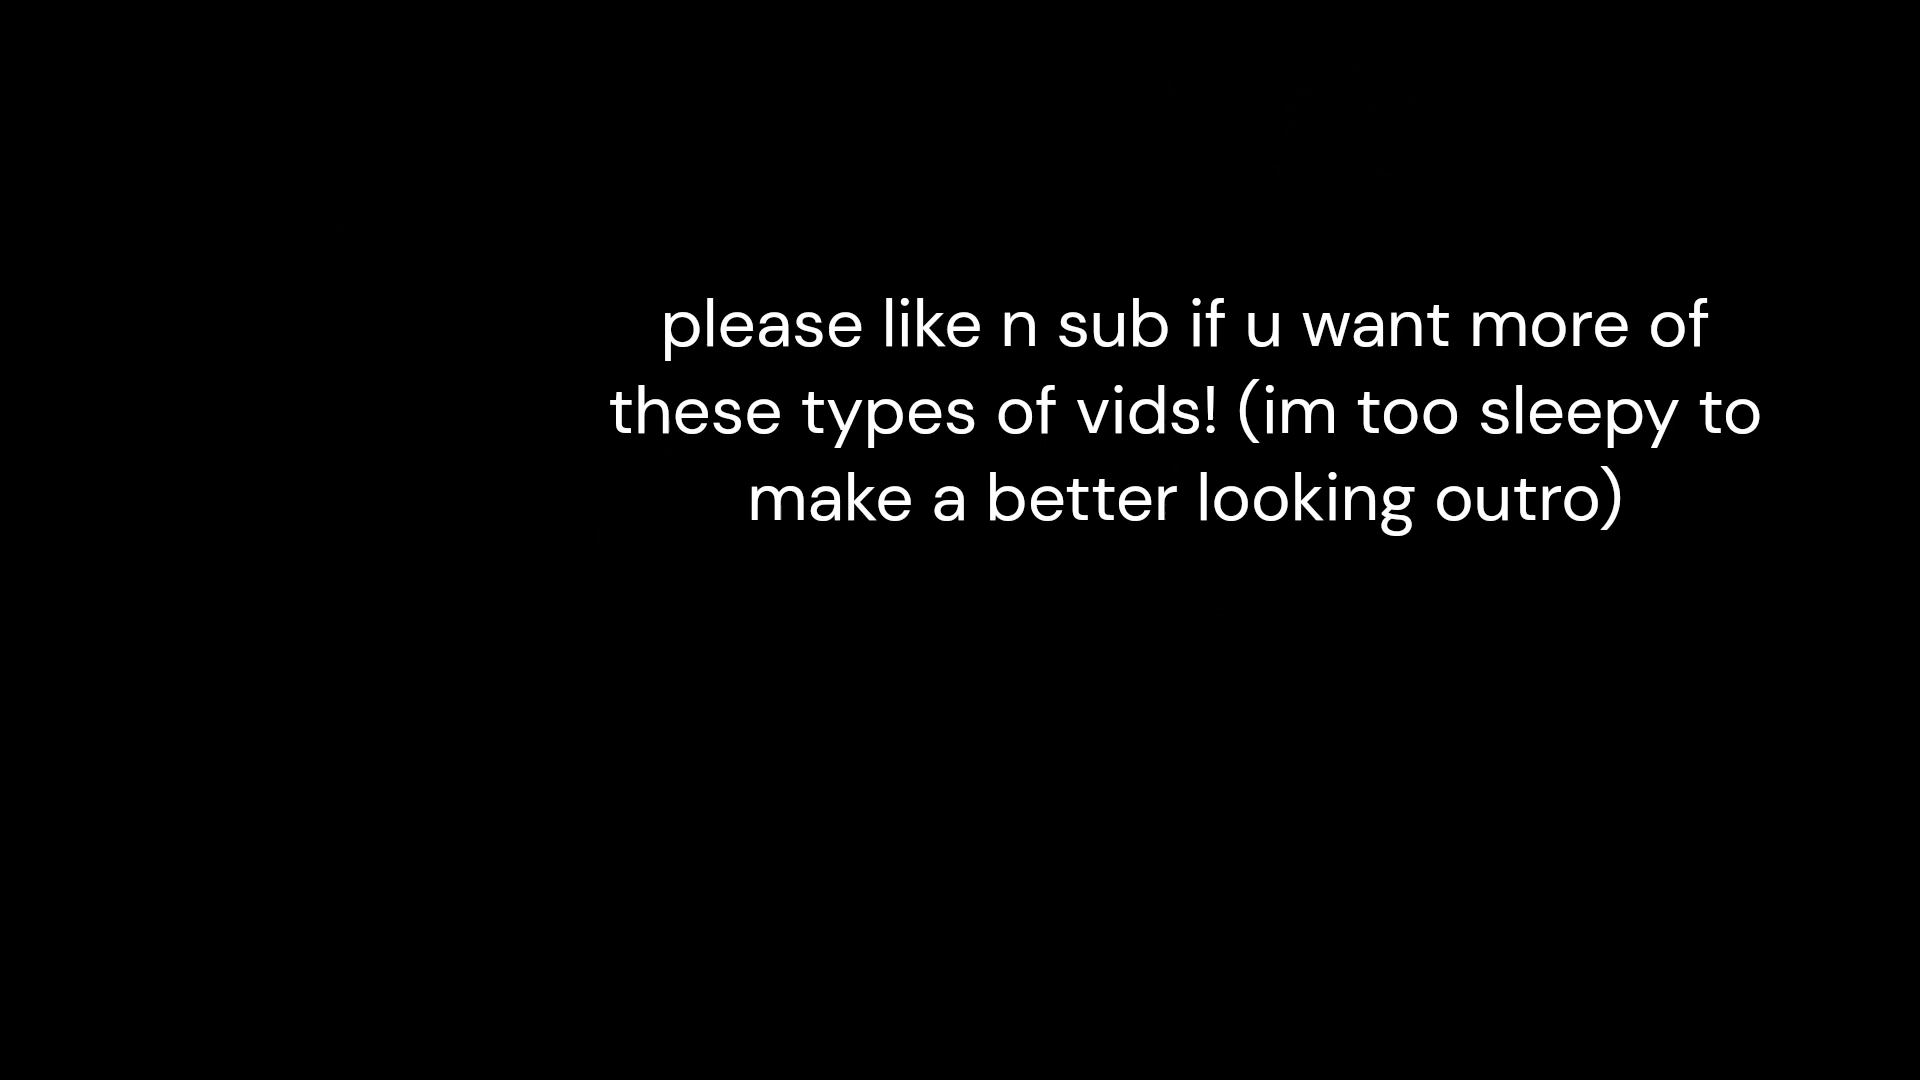 please like n sub if u want more of
these types of vids! (im too sleepy to
make a better looking outro)